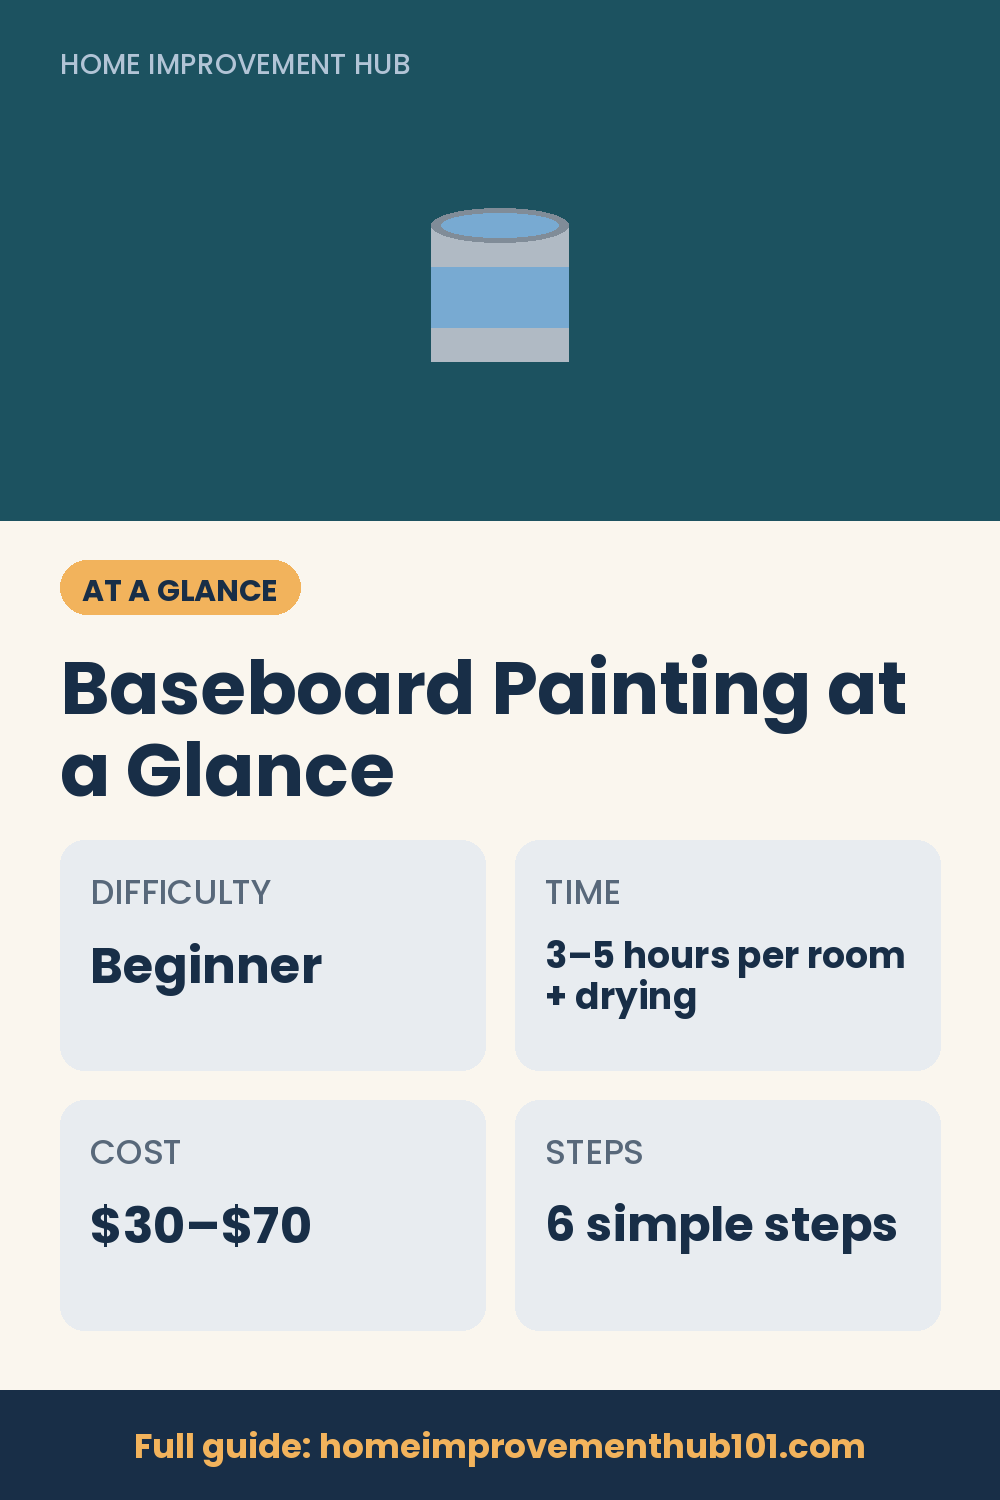 HOME IMPROVEMENT HUB
AT A GLANCE
Baseboard Painting at
a Glance
DIFFICULTY
Beginner
TIME
3–5 hours per room
+ drying
COST
$30–$70
STEPS
6 simple steps
Full guide: homeimprovementhub101.com